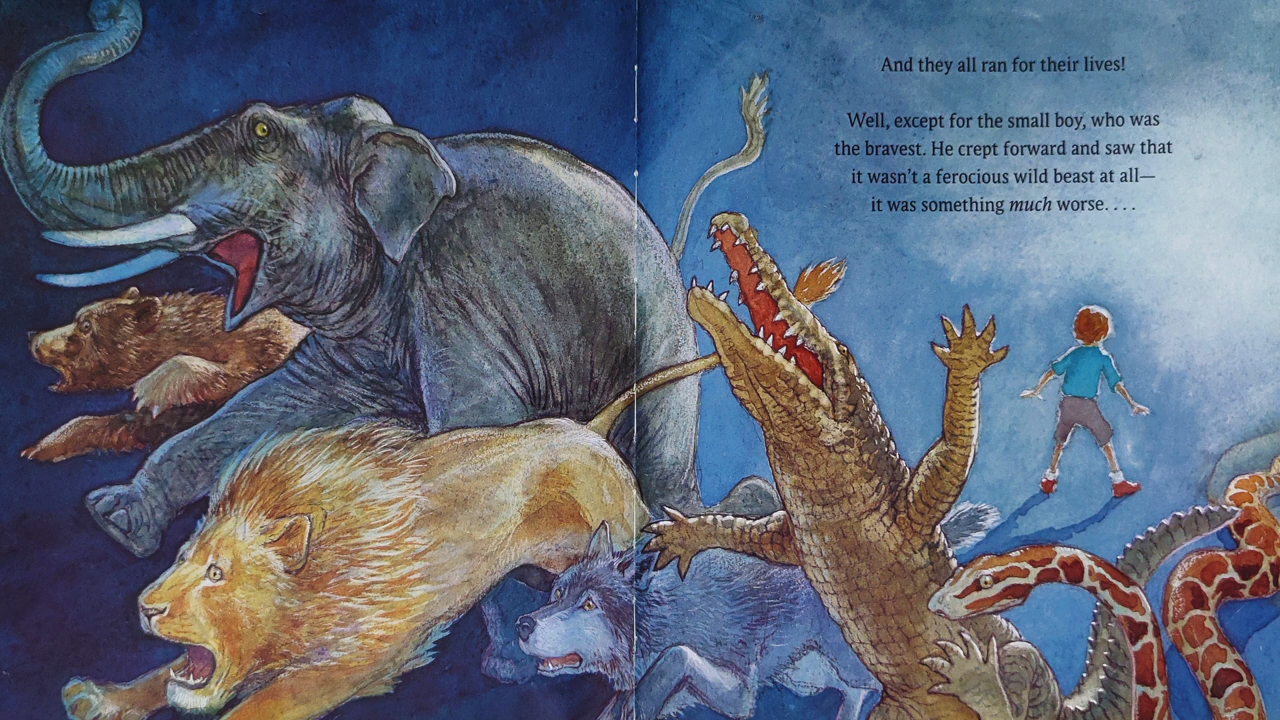 And they all ran for their lives!
Well, except for the small boy, who was
the bravest. He crept forward and saw that
it wasn't a ferocious wild beast at all—
it was something much worse. . . .